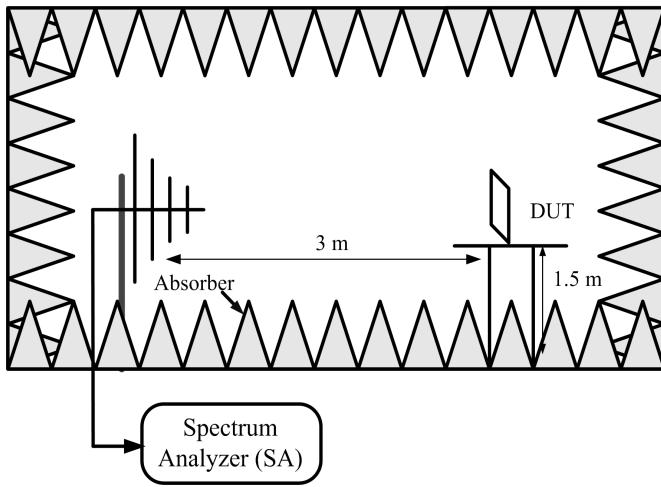 DUT
3 m
1.5 m
Absorber
Spectrum
Analyzer (SA)